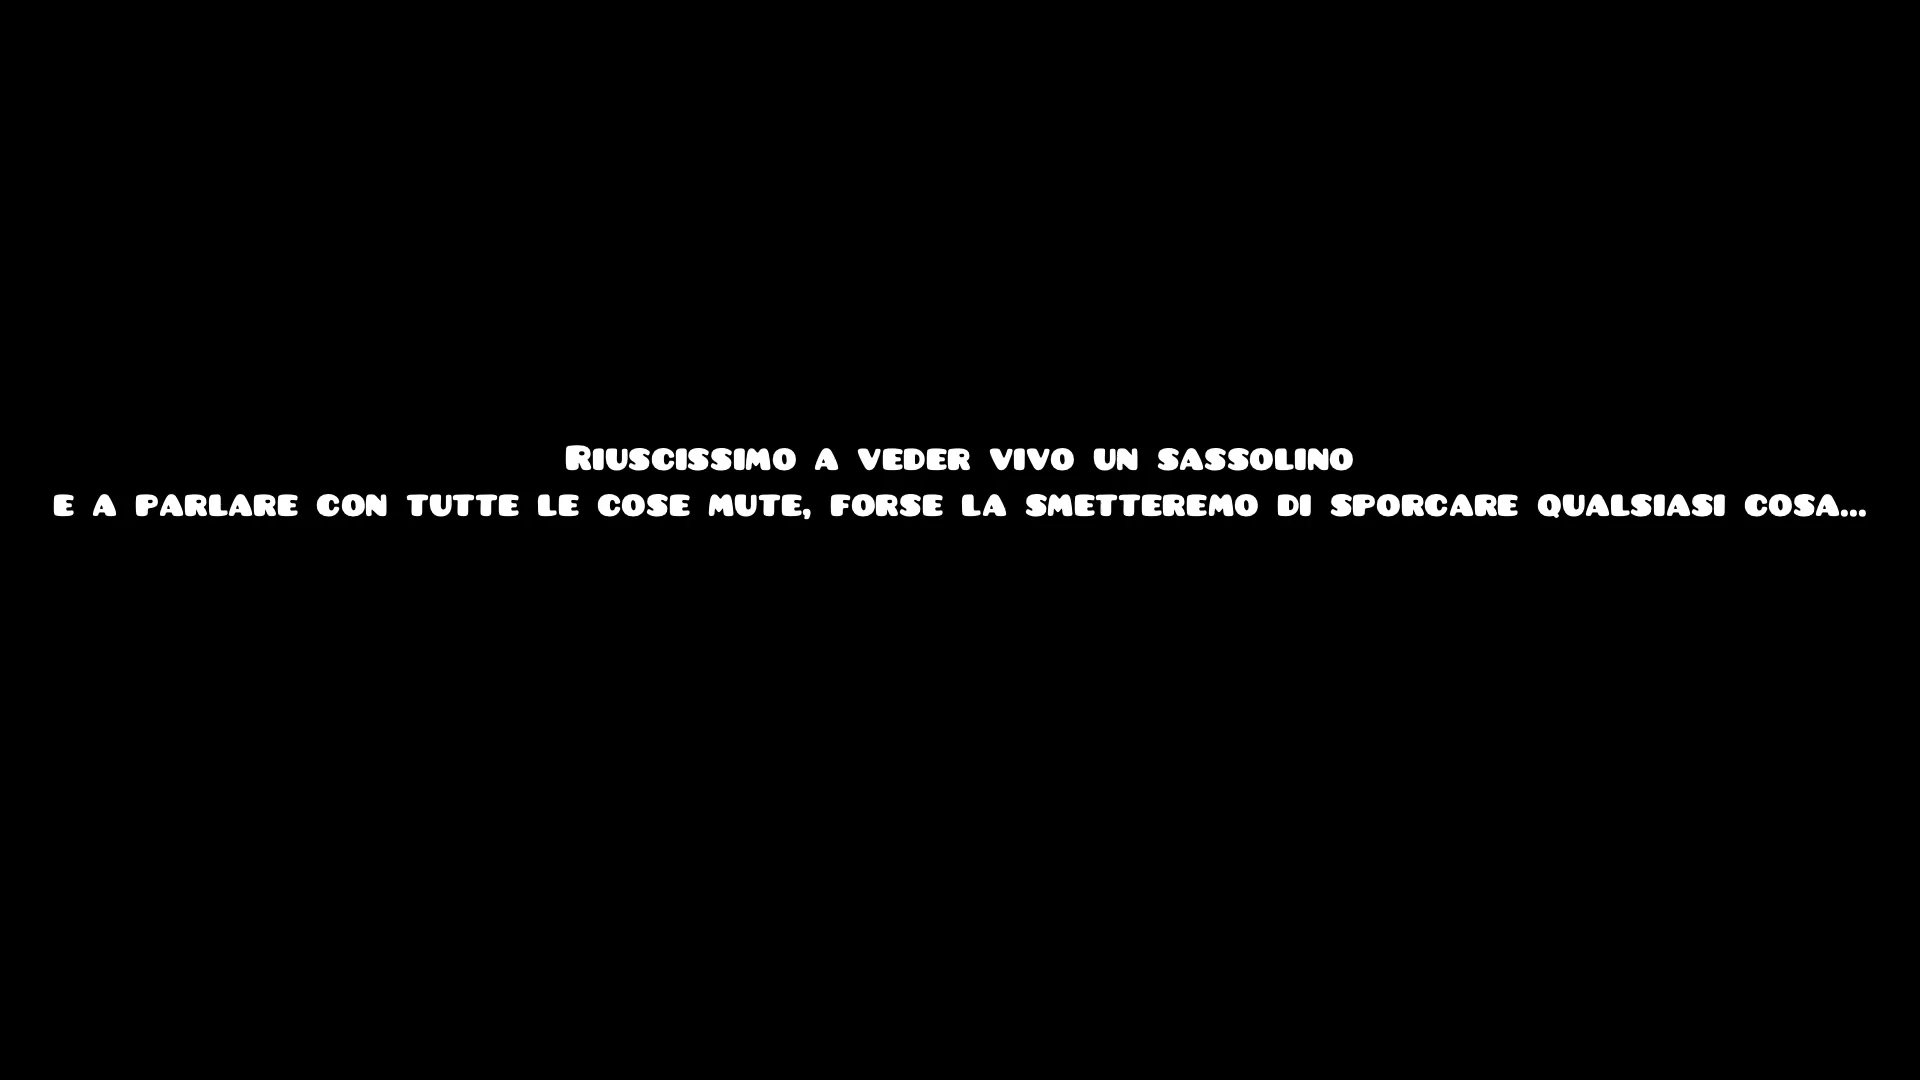 Riuscissimo a veder vivo un sassolino
e a parlare con tutte le cose mute, forse la smetteremo di sporcare qualsiasi cosa...